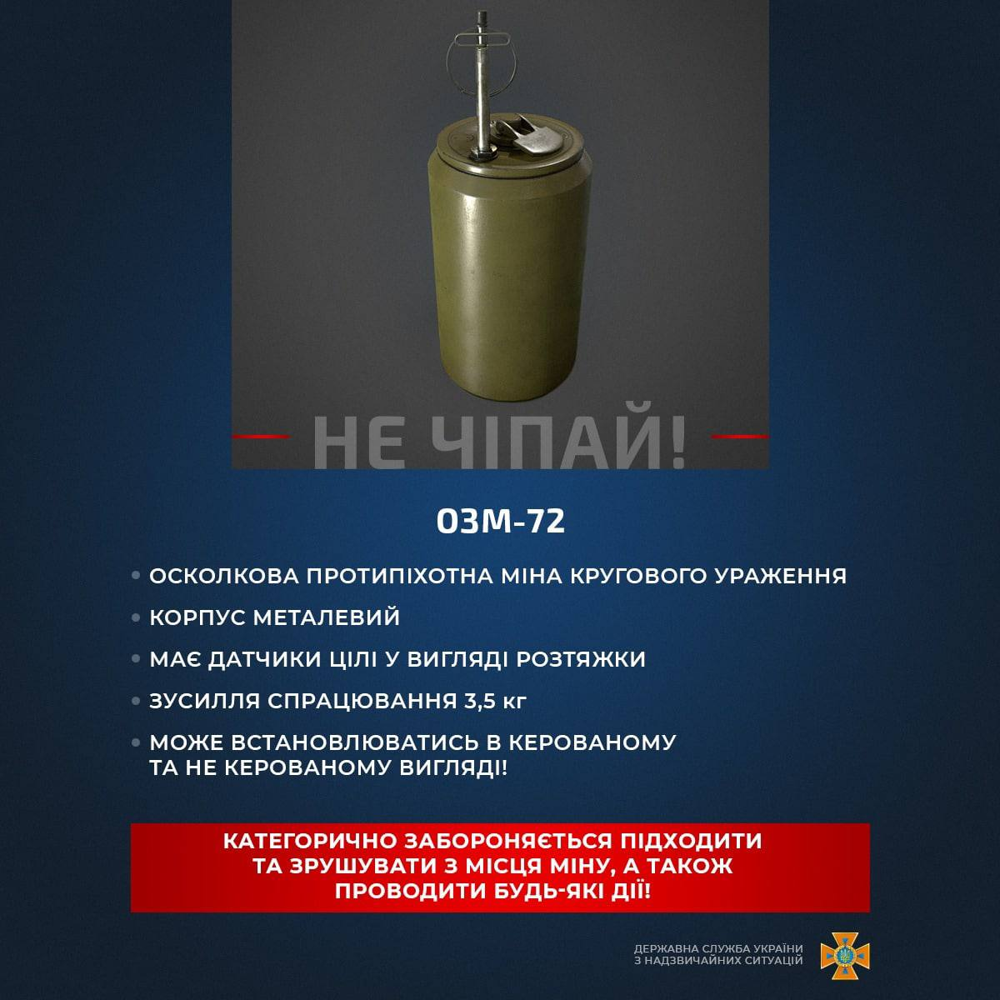 НЕ ЧІПАЙ!
ОЗМ-72
• ОСКОЛКОВА ПРОТИПІХОТНА МІНА КРУГОВОГО УРАЖЕННЯ
• КОРПУС МЕТАЛЕВИЙ
• МАЄ ДАТЧИКИ ЦІЛІ У ВИГЛЯДІ РОЗТЯЖКИ
• ЗУСИЛЛЯ СПРАЦЮВАННЯ 3,5 кг
• МОЖЕ ВСТАНОВЛЮВАТИСЬ В КЕРОВАНОМУ
ТА НЕ КЕРОВАНОМУ ВИГЛЯДІ!
КАТЕГОРИЧНО ЗАБОРОНЯЄТЬСЯ ПІДХОДИТИ
ТА ЗРУШУВАТИ З МІСЦЯ МІНУ, А ТАКОЖ
ПРОВОДИТИ БУДЬ-ЯКІ ДІЇ!
ДЕРЖАВНА СЛУЖБА УКРАЇНИ
З НАДЗВИЧАЙНИХ СИТУАЦІЙ